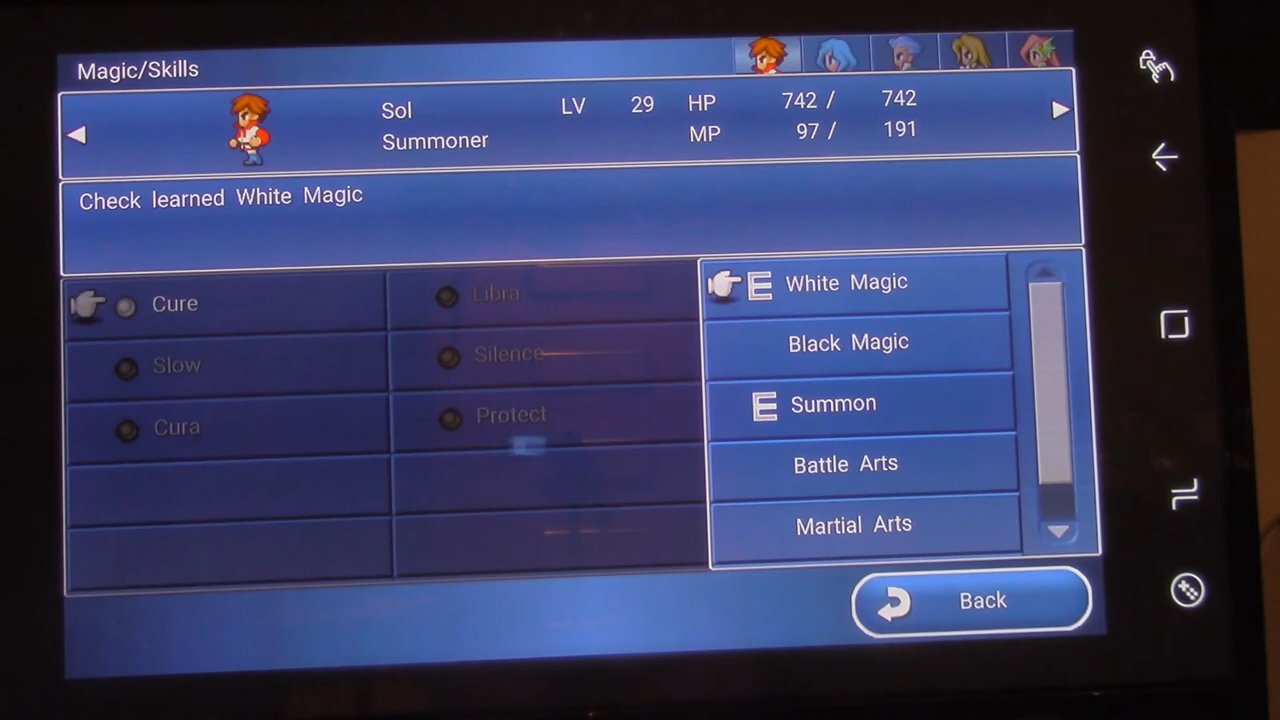 Magic/Skills
Sol LV 29 HP 742 / 742
Summoner MP 97 / 191
Check learned White Magic
Cure Libra E White Magic
Slow Silence Black Magic
Cura Protect E Summon
Battle Arts
Martial Arts
Back